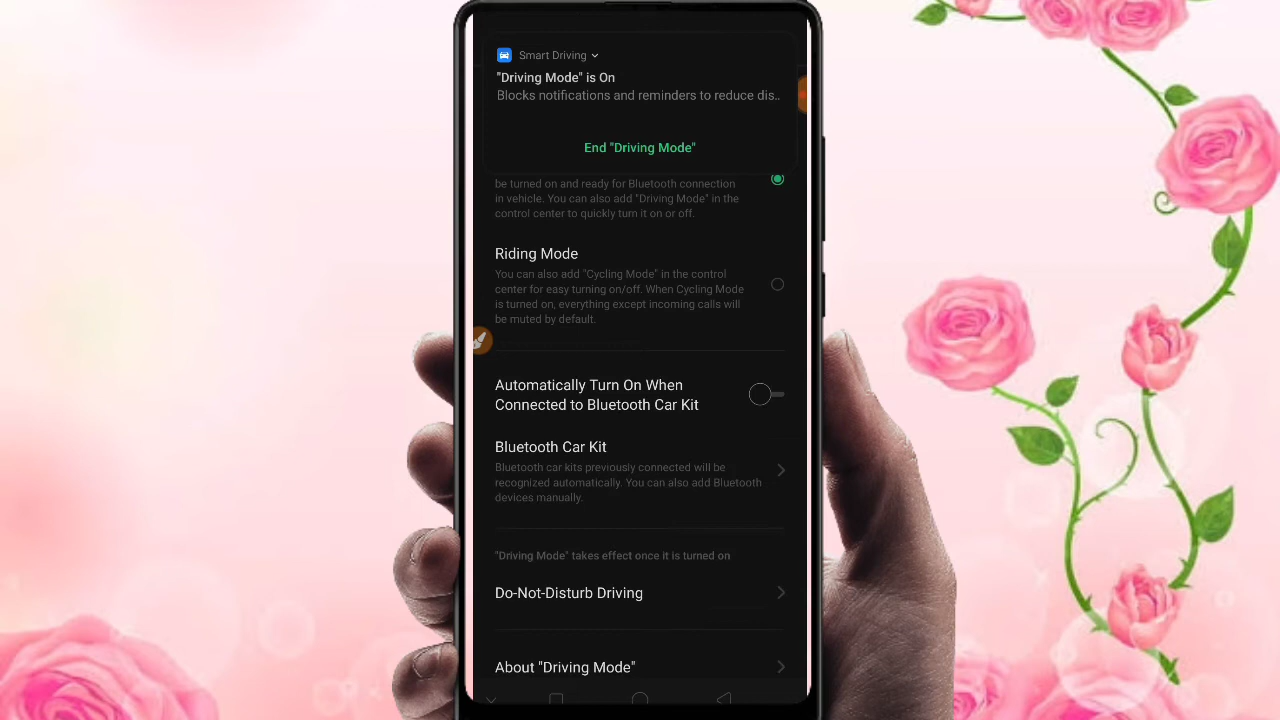 Smart Driving
"Driving Mode" is On
Blocks notifications and reminders to reduce dis..
End "Driving Mode"
be turned on and ready for Bluetooth connection
in vehicle. You can also add "Driving Mode" in the
control center to quickly turn it on or off.
Riding Mode
You can also add "Cycling Mode" in the control
center for easy turning on/off. When Cycling Mode
is turned on, everything except incoming calls will
be muted by default.
Automatically Turn On When
Connected to Bluetooth Car Kit
Bluetooth Car Kit
Bluetooth car kits previously connected will be
recognized automatically. You can also add Bluetooth
devices manually.
"Driving Mode" takes effect once it is turned on
Do-Not-Disturb Driving
About "Driving Mode"